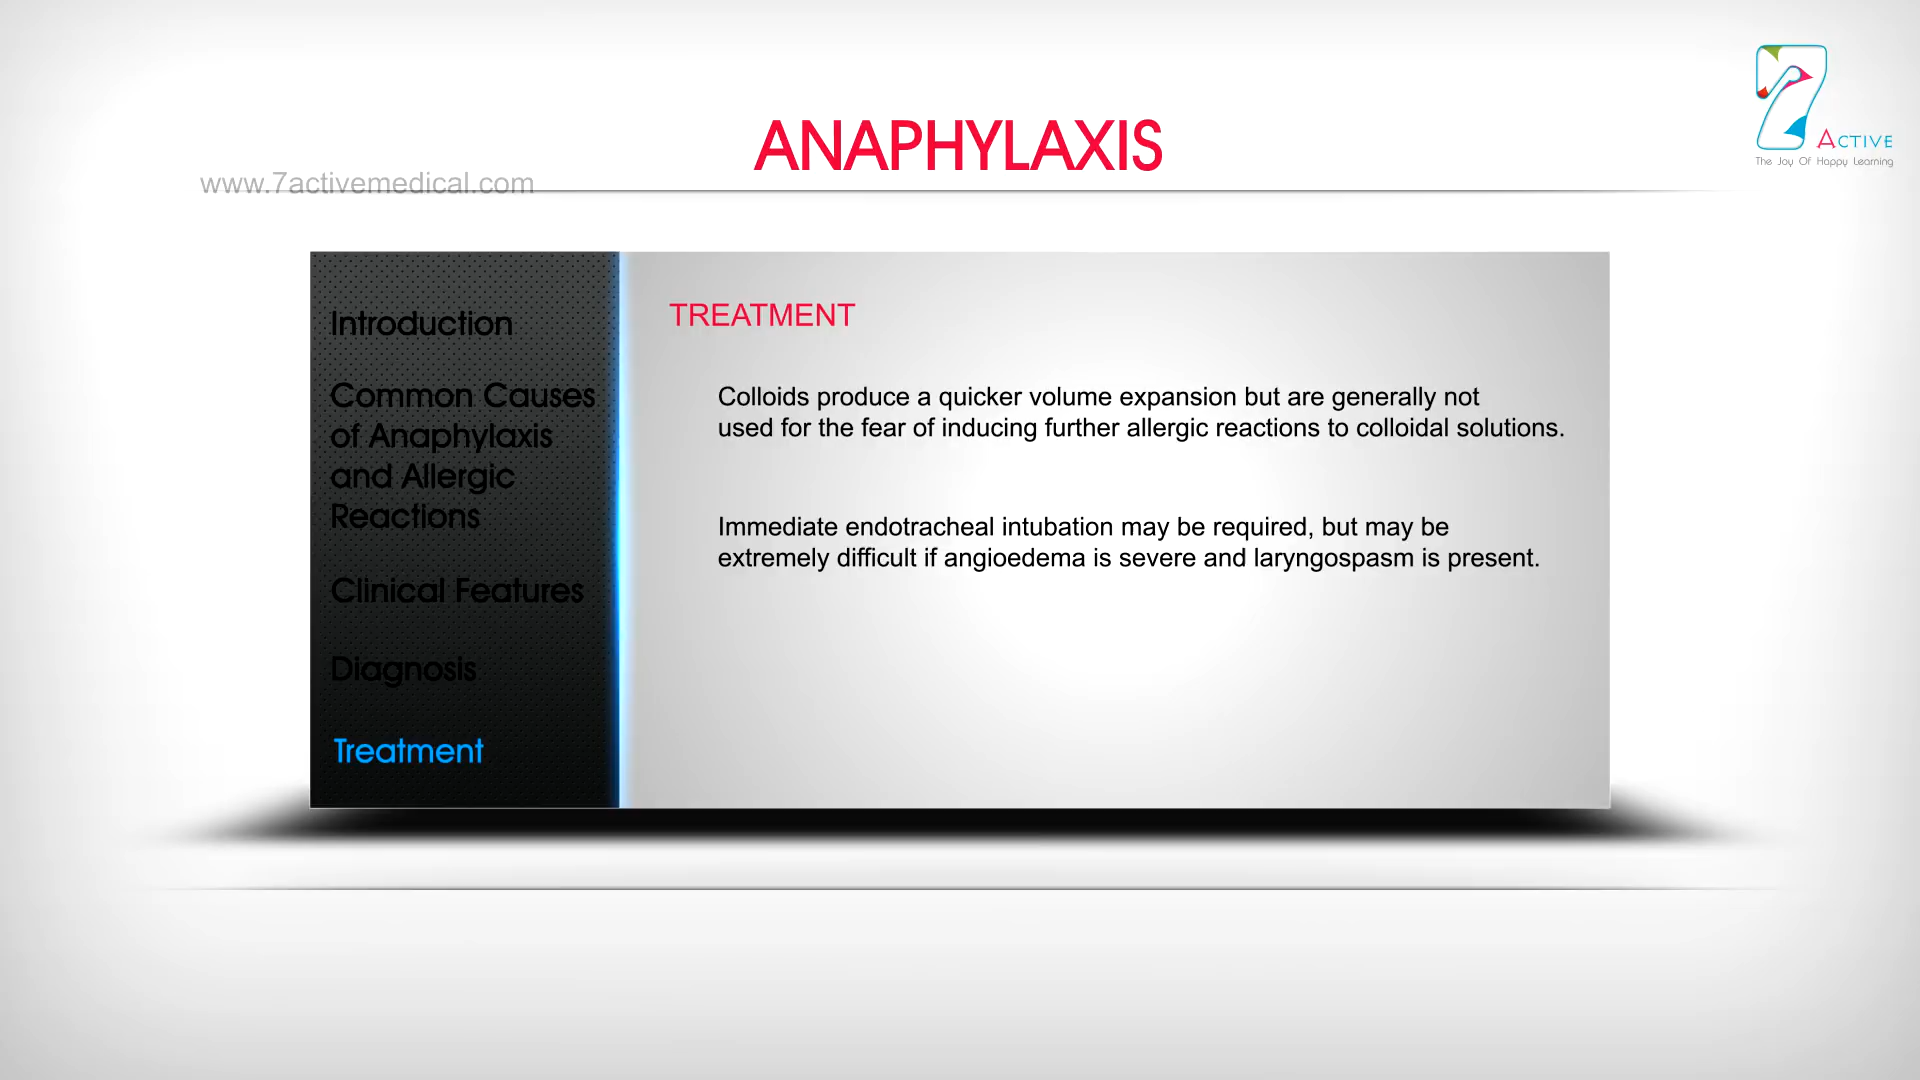 ANAPHYLAXIS
www.7activemedical.com
7 ACTIVE
The Joy Of Happy Learning
Introduction
Common Causes
of Anaphylaxis
and Allergic
Reactions
Clinical Features
Diagnosis
Treatment
TREATMENT
Colloids produce a quicker volume expansion but are generally not
used for the fear of inducing further allergic reactions to colloidal solutions.
Immediate endotracheal intubation may be required, but may be
extremely difficult if angioedema is severe and laryngospasm is present.